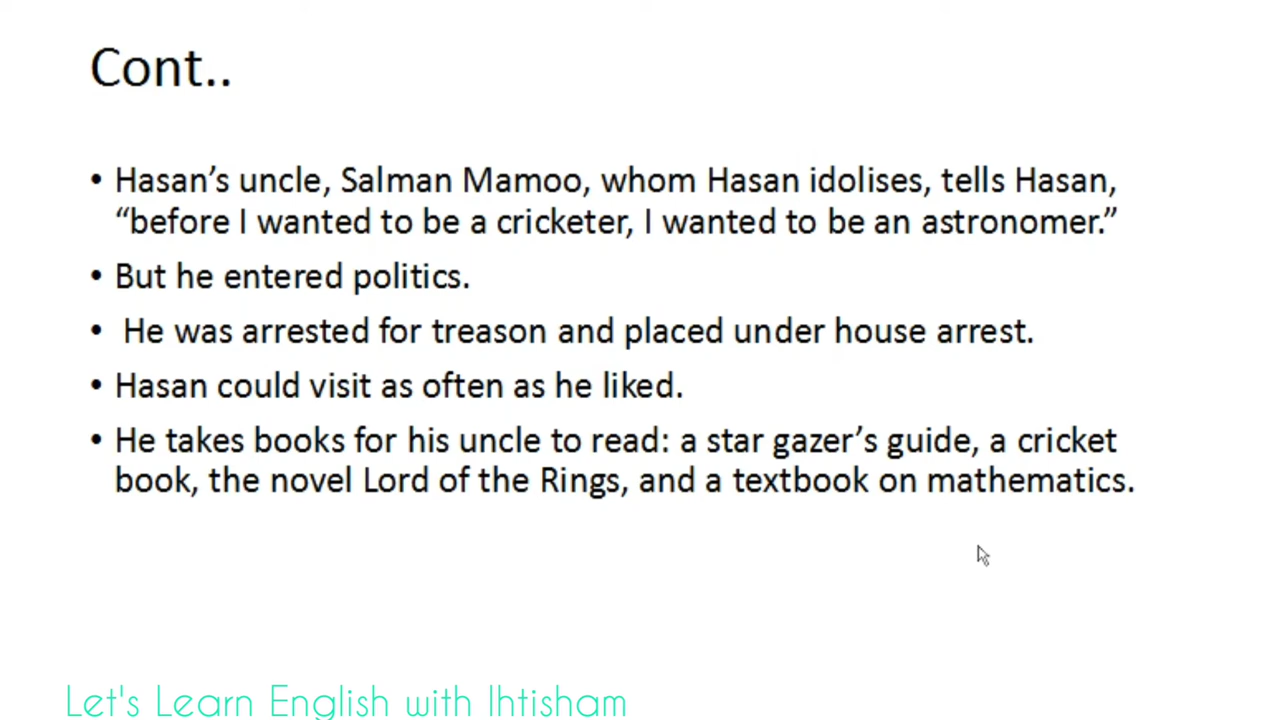 Cont..
• Hasan’s uncle, Salman Mamoo, whom Hasan idolises, tells Hasan,
“before I wanted to be a cricketer, I wanted to be an astronomer.”
• But he entered politics.
• He was arrested for treason and placed under house arrest.
• Hasan could visit as often as he liked.
• He takes books for his uncle to read: a star gazer’s guide, a cricket
book, the novel Lord of the Rings, and a textbook on mathematics.
Let's Learn English with Ihtisham